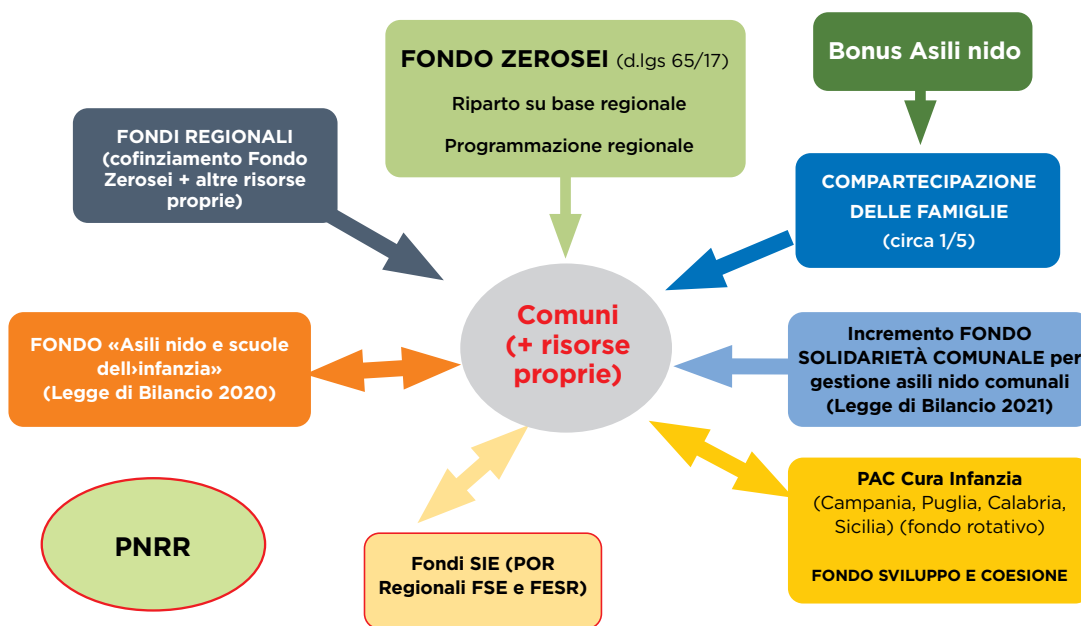 FONDO ZEROSEI (d.lgs 65/17)
Riparto su base regionale
Programmazione regionale
Bonus Asili nido
FONDI REGIONALI
(cofinziamento Fondo
Zerosei + altre risorse
proprie)
COMPARTECIPAZIONE
DELLE FAMIGLIE
(circa 1/5)
Comuni
(+ risorse
proprie)
FONDO «Asili nido e scuole
dell›infanzia»
(Legge di Bilancio 2020)
Incremento FONDO
SOLIDARIETÀ COMUNALE per
gestione asili nido comunali
(Legge di Bilancio 2021)
PAC Cura Infanzia
(Campania, Puglia, Calabria,
Sicilia) (fondo rotativo)
FONDO SVILUPPO E COESIONE
PNRR
Fondi SIE (POR
Regionali FSE e FESR)